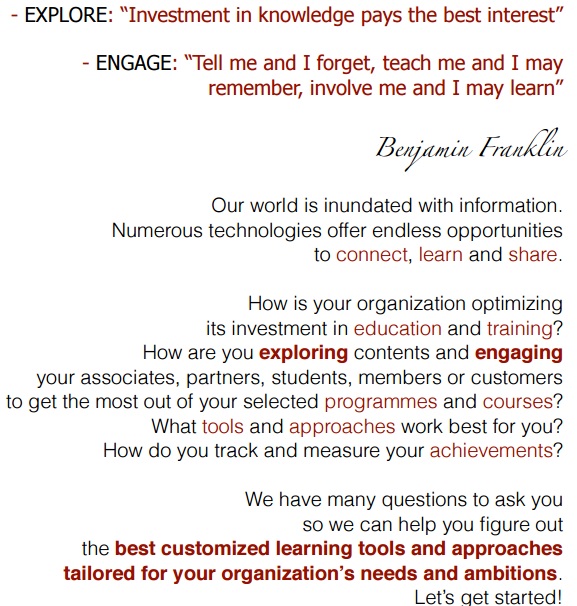 - EXPLORE: “Investment in knowledge pays the best interest”
- ENGAGE: “Tell me and I forget, teach me and I may
remember, involve me and I may learn”
Benjamin Franklin
Our world is inundated with information.
Numerous technologies offer endless opportunities
to connect, learn and share.
How is your organization optimizing
its investment in education and training?
How are you exploring contents and engaging
your associates, partners, students, members or customers
to get the most out of your selected programmes and courses?
What tools and approaches work best for you?
How do you track and measure your achievements?
We have many questions to ask you
so we can help you figure out
the best customized learning tools and approaches
tailored for your organization’s needs and ambitions.
Let’s get started!